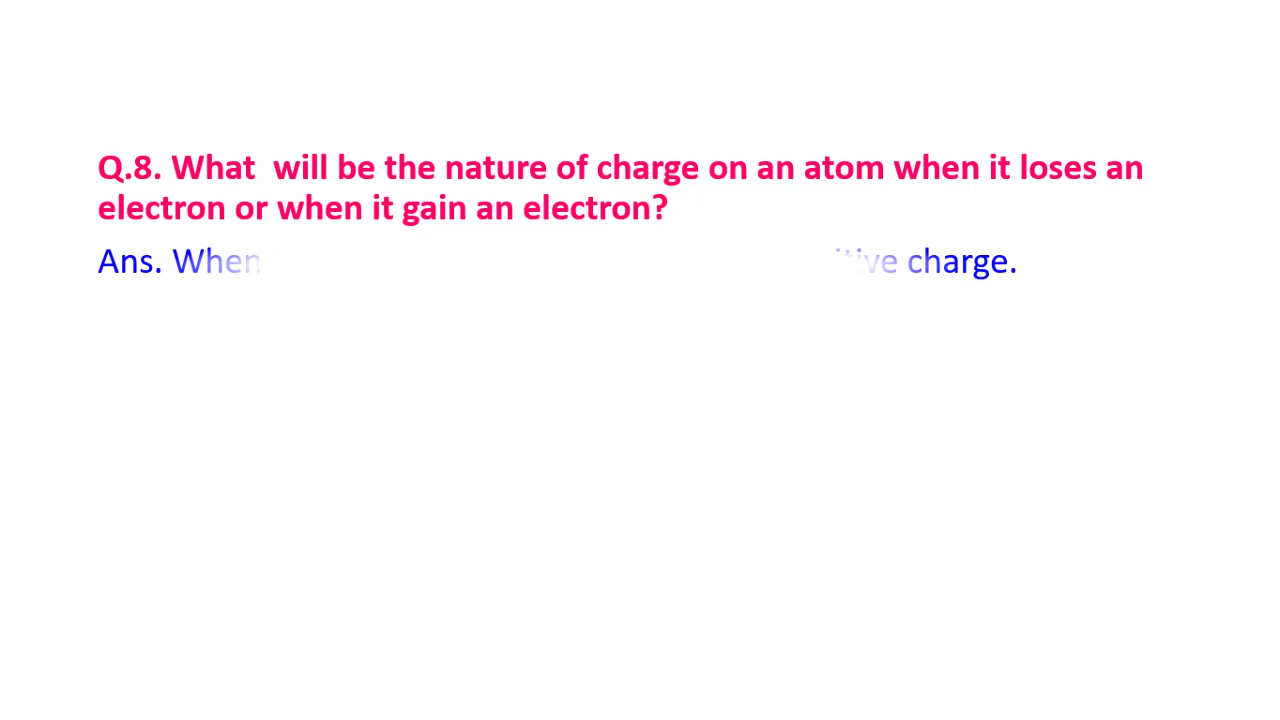 Q.8. What  will be the nature of charge on an atom when it loses an
electron or when it gain an electron?
Ans. When charge.